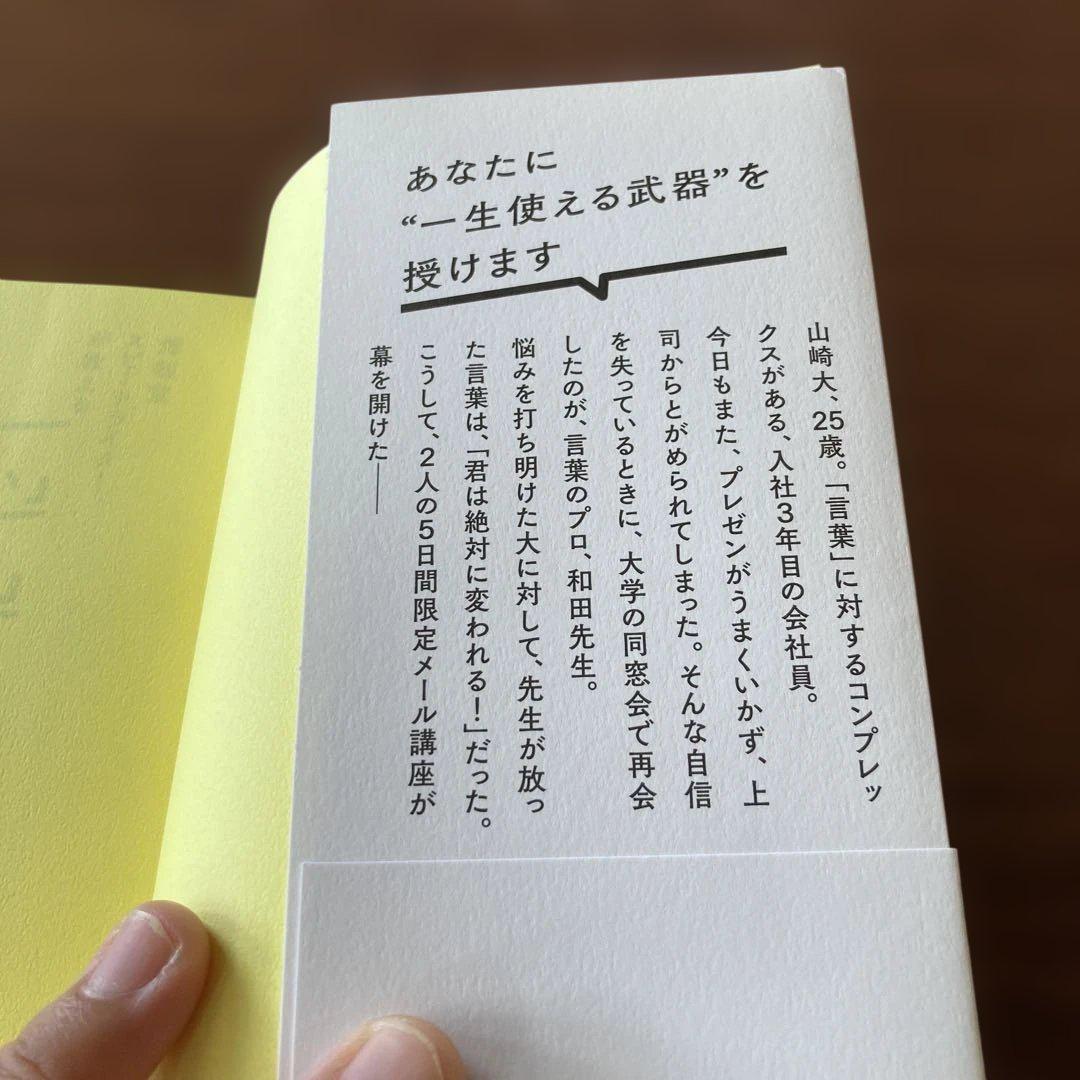 あなたに
“一生使える武器”を
授けます
山崎大、25歳。「言葉」に対するコンプレッ
クスがある、入社3年目の会社員。
今日もまた、プレゼンがうまくいかず、上
司からとがめられてしまった。そんな自信
を失っているときに、大学の同窓会で再会
したのが、言葉のプロ、和田先生。
悩みを打ち明けた大に対して、先生が放っ
た言葉は、「君は絶対に変われる！」だった。
こうして、2人の5日間限定メール講座が
幕を開けた――